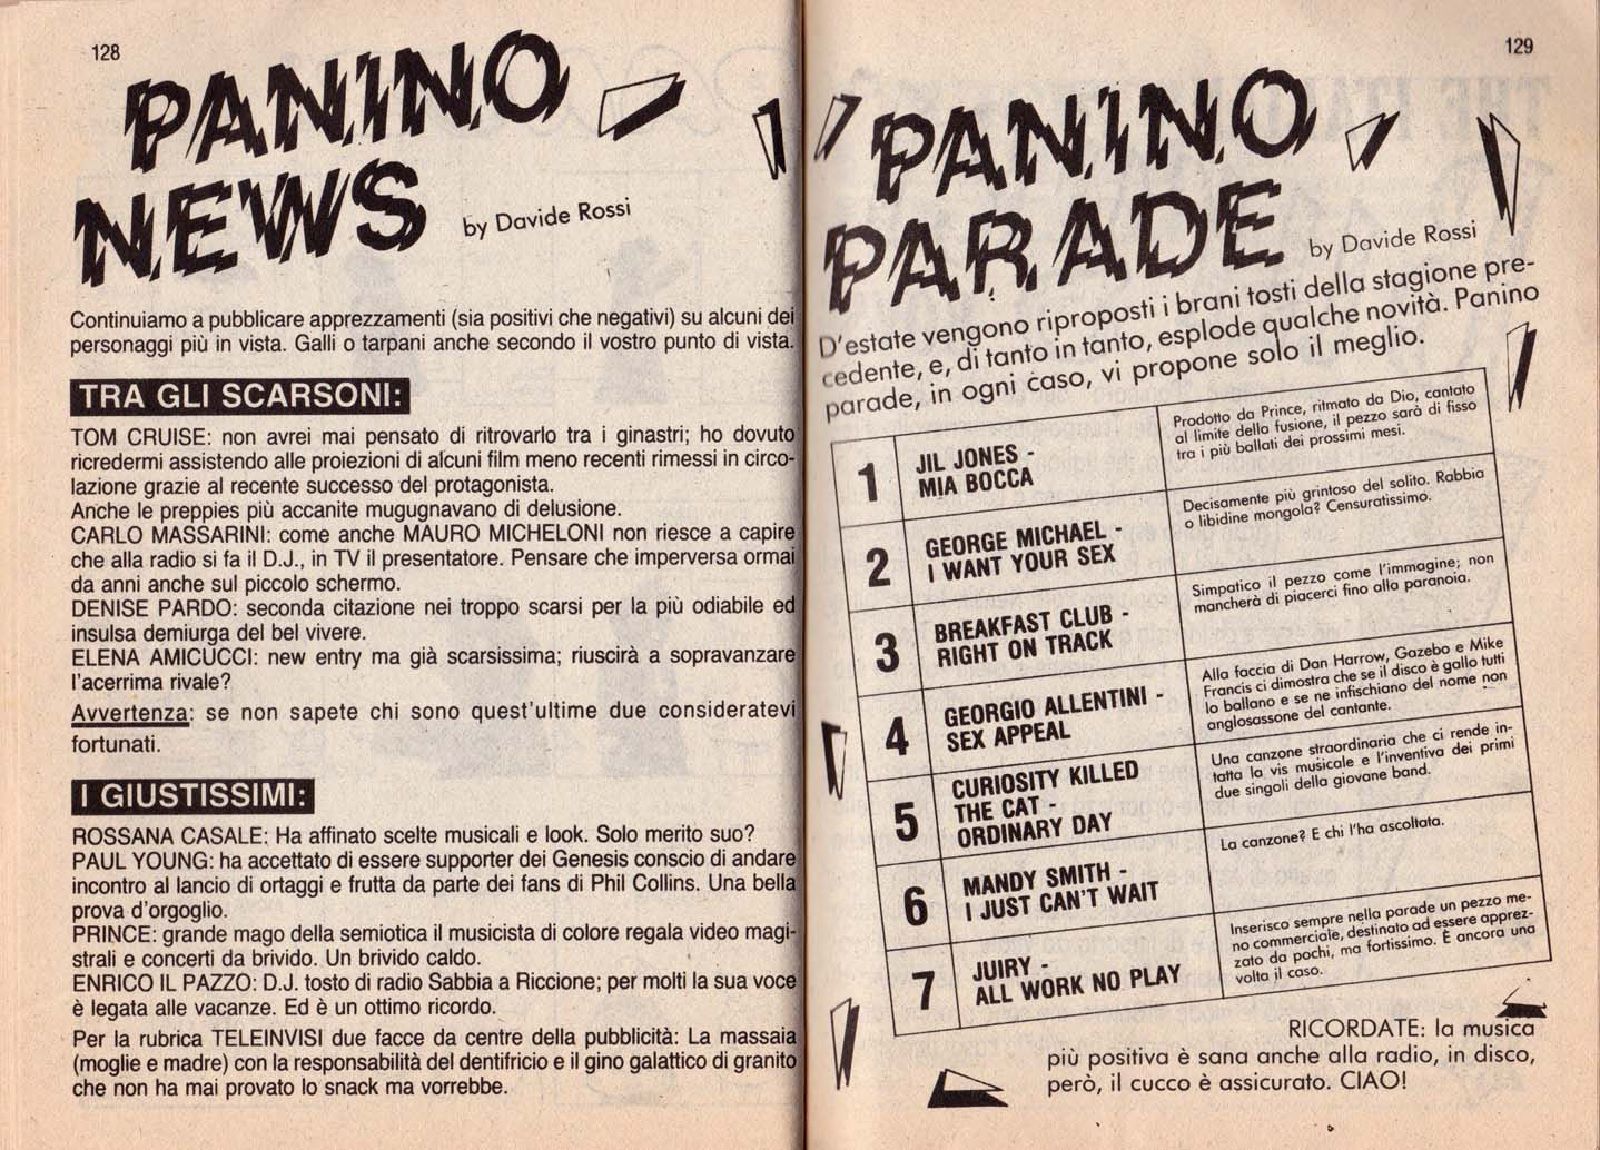 128
PANINO
NEWS
by Davide Rossi
Continuiamo a pubblicare apprezzamenti (sia positivi che negativi) su alcuni dei
personaggi più in vista. Galli o tarpani anche secondo il vostro punto di vista.
TRA GLI SCARSONI:
TOM CRUISE: non avrei mai pensato di ritrovarlo tra i ginastri; ho dovuto
ricredermi assistendo alle proiezioni di alcuni film meno recenti rimessi in circo-
lazione grazie al recente successo del protagonista.
Anche le preppies più accanite mugugnavano di delusione.
CARLO MASSARINI: come anche MAURO MICHELONI non riesce a capire
che alla radio si fa il D.J., in TV il presentatore. Pensare che imperversa ormai
da anni anche sul piccolo schermo.
DENISE PARDO: seconda citazione nei troppo scarsi per la più odiabile ed
insulsa demiurga del bel vivere.
ELENA AMICUCCI: new entry ma già scarsissima; riuscirà a sopravanzare
l'acerrima rivale?
Avvertenza: se non sapete chi sono quest'ultime due consideratevi
fortunati.
I GIUSTISSIMI:
ROSSANA CASALE: Ha affinato scelte musicali e look. Solo merito suo?
PAUL YOUNG: ha accettato di essere supporter dei Genesis conscio di andare
incontro al lancio di ortaggi e frutta da parte dei fans di Phil Collins. Una bella
prova d'orgoglio.
PRINCE: grande mago della semiotica il musicista di colore regala video magi-
strali e concerti da brivido. Un brivido caldo.
ENRICO IL PAZZO: D.J. tosto di radio Sabbia a Riccione; per molti la sua voce
è legata alle vacanze. Ed è un ottimo ricordo.
Per la rubrica TELEINVISI due facce da centre della pubblicità: La massaia
(moglie e madre) con la responsabilità del dentifricio e il gino galattico di granito
che non ha mai provato lo snack ma vorrebbe.
129
PANINO
PARADE
by Davide Rossi
D'estate vengono riproposti i brani tosti della stagione pre-
cedente, e, di tanto in tanto, esplode qualche novità. Panino
parade, in ogni caso, vi propone solo il meglio.
1
JIL JONES -
MIA BOCCA
Prodotto da Prince, ritmato da Dio, cantato
al limite della fusione, il pezzo sarà di fisso
tra i più ballati dei prossimi mesi.
2
GEORGE MICHAEL -
I WANT YOUR SEX
Decisamente più grintoso del solito. Rabbia
o libidine mongola? Censuratissimo.
3
BREAKFAST CLUB -
RIGHT ON TRACK
Simpatico il pezzo come l'immagine; non
mancherà di piacerci fino alla paranoia.
4
GEORGIO ALLENTINI -
SEX APPEAL
Alla faccia di Dan Harrow, Gazebo e Mike
Francis ci dimostra che se il disco è gallo tutti
lo ballano e se ne infischiano del nome non
anglosassone del cantante.
5
CURIOSITY KILLED
THE CAT -
ORDINARY DAY
Una canzone straordinaria che ci rende in-
tatta la vis musicale e l'inventiva dei primi
due singoli della giovane band.
6
MANDY SMITH -
I JUST CAN'T WAIT
La canzone? E chi l'ha ascoltata.
7
JUIRY -
ALL WORK NO PLAY
Inserisco sempre nella parade un pezzo me-
no commerciale, destinato ad essere apprez-
zato da pochi, ma fortissimo. È ancora una
volta il caso.
RICORDATE: la musica
più positiva è sana anche alla radio, in disco,
però, il cucco è assicurato. CIAO!